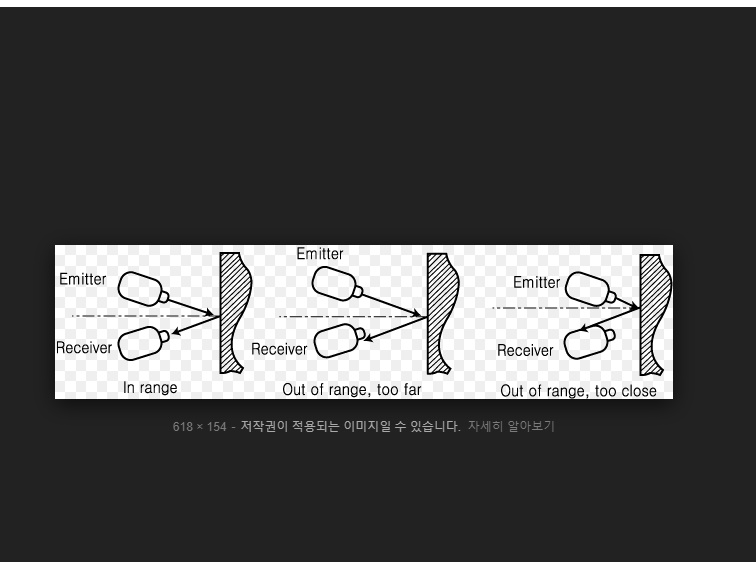 Emitter
Receiver
In range
Emitter
Receiver
Out of range, too far
Emitter
Receiver
Out of range, too close
618 × 154 - 저작권이 적용되는 이미지일 수 있습니다. 자세히 알아보기